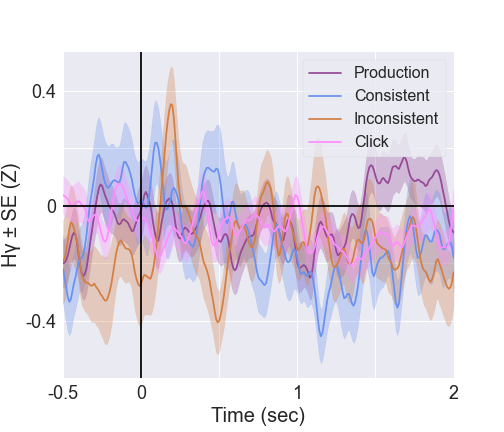 Production
Consistent
Inconsistent
Click
0.4
0
-0.4
Hγ ± SE (Z)
-0.5
0
1
2
Time (sec)